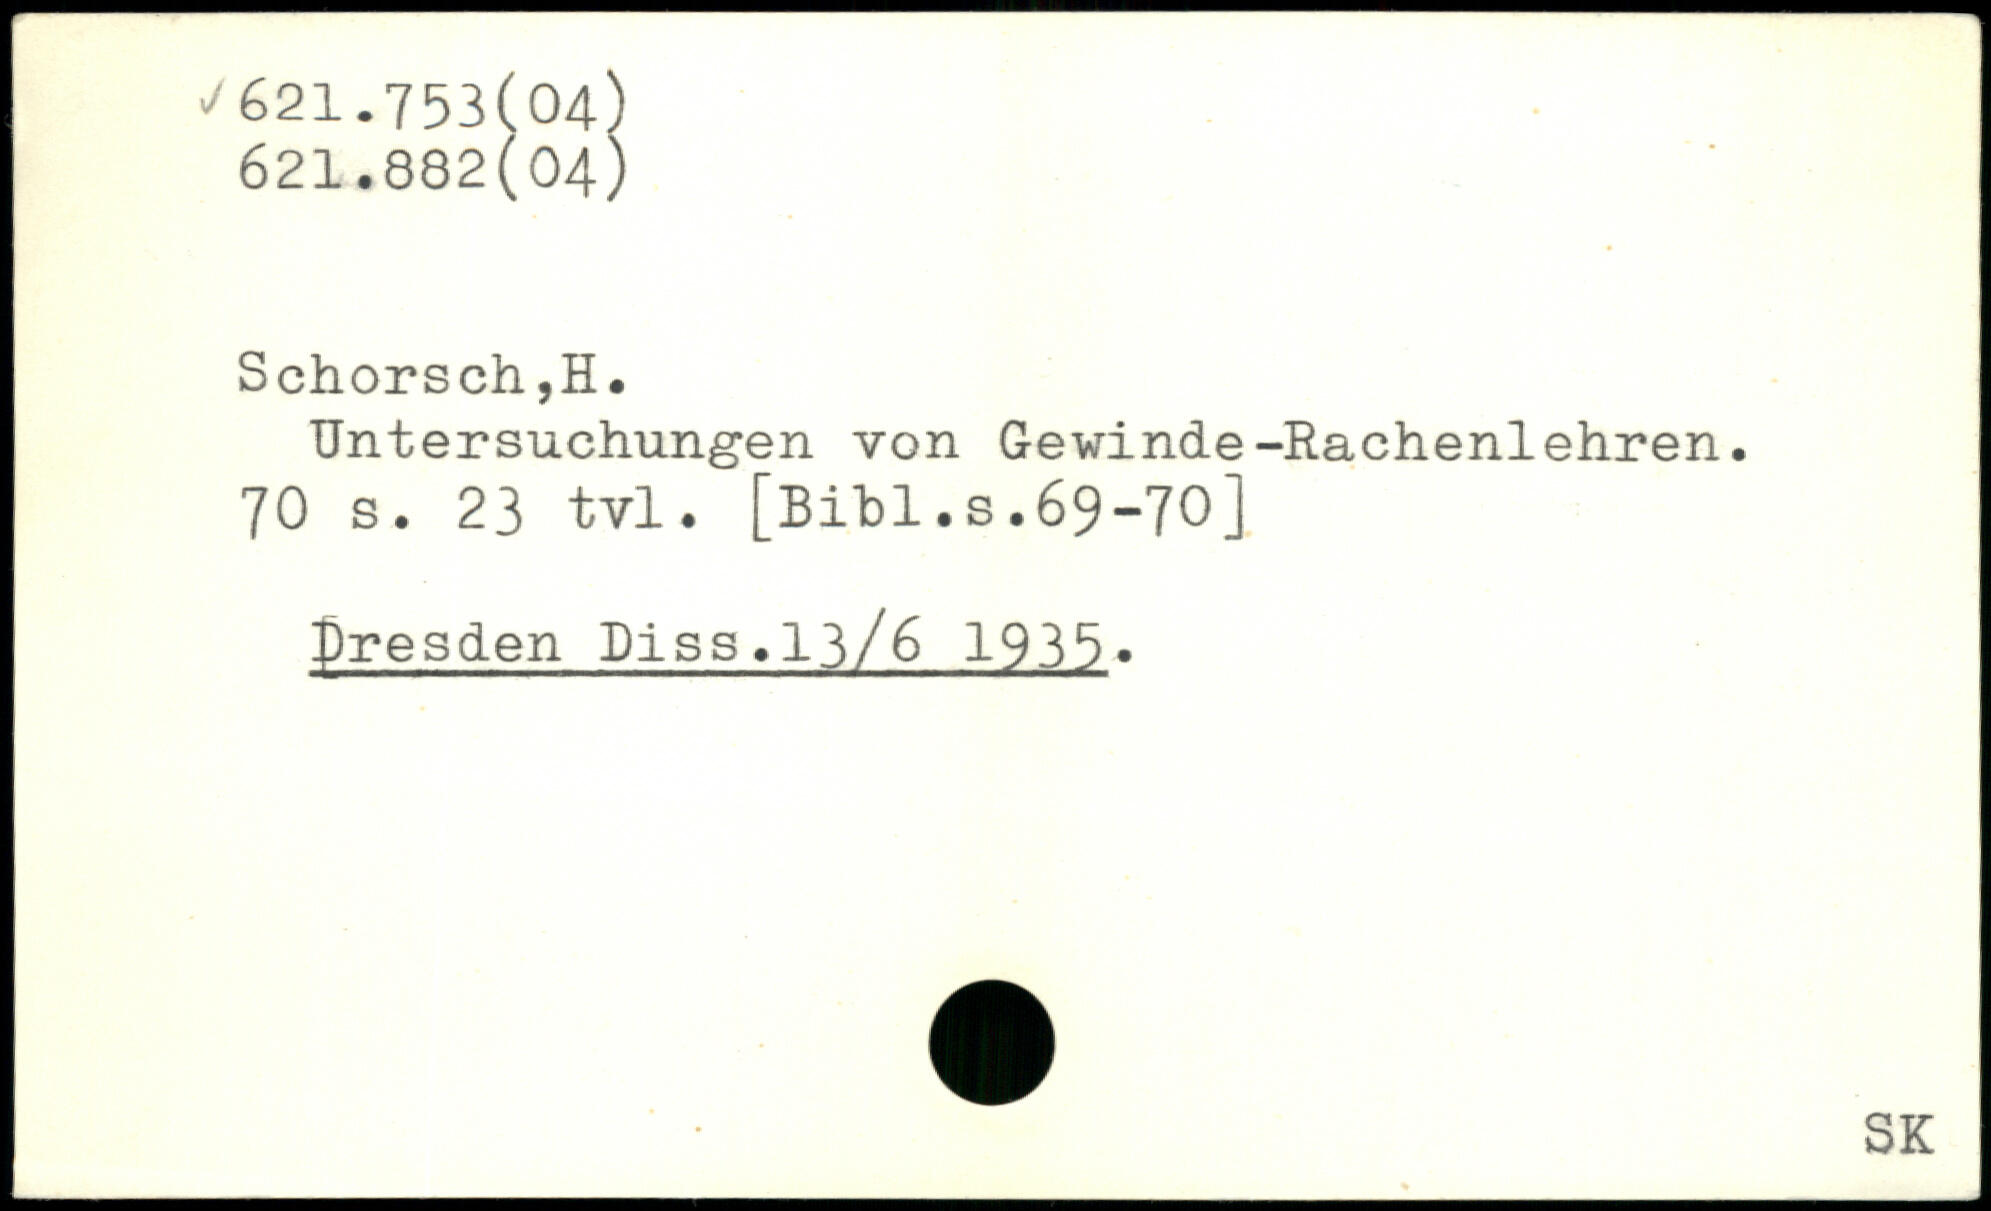 ✓621.753(04)
621.882(04)
Schorsch,H.
Untersuchungen von Gewinde-Rachenlehren.
70 s. 23 tvl. [Bibl.s.69-70]
Dresden Diss.13/6 1935.
SK